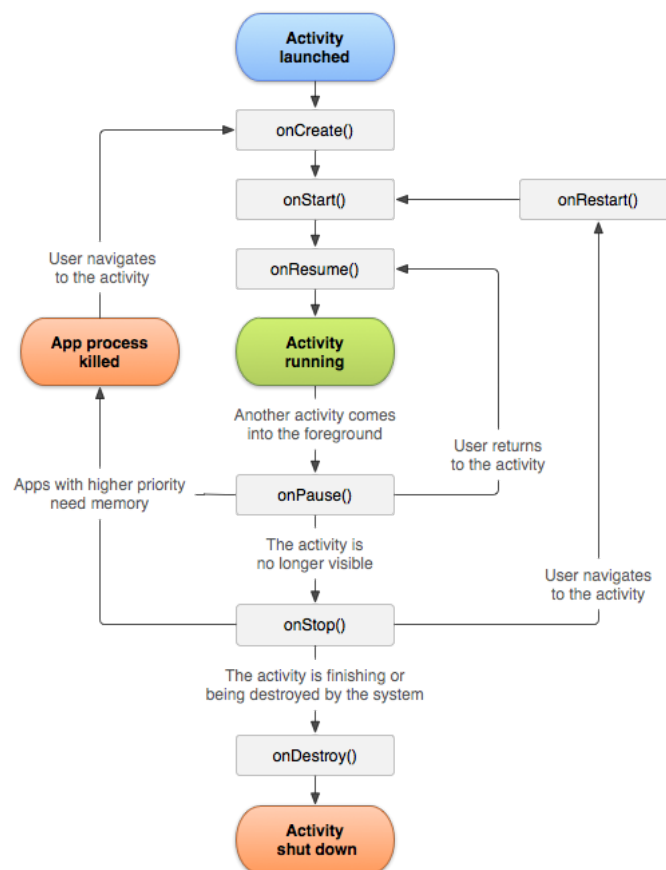 Activity
launched
onCreate()
onStart()
onRestart()
onResume()
User navigates
to the activity
App process
killed
Activity
running
Another activity comes
into the foreground
User returns
to the activity
Apps with higher priority
need memory
onPause()
The activity is
no longer visible
User navigates
to the activity
onStop()
The activity is finishing or
being destroyed by the system
onDestroy()
Activity
shut down